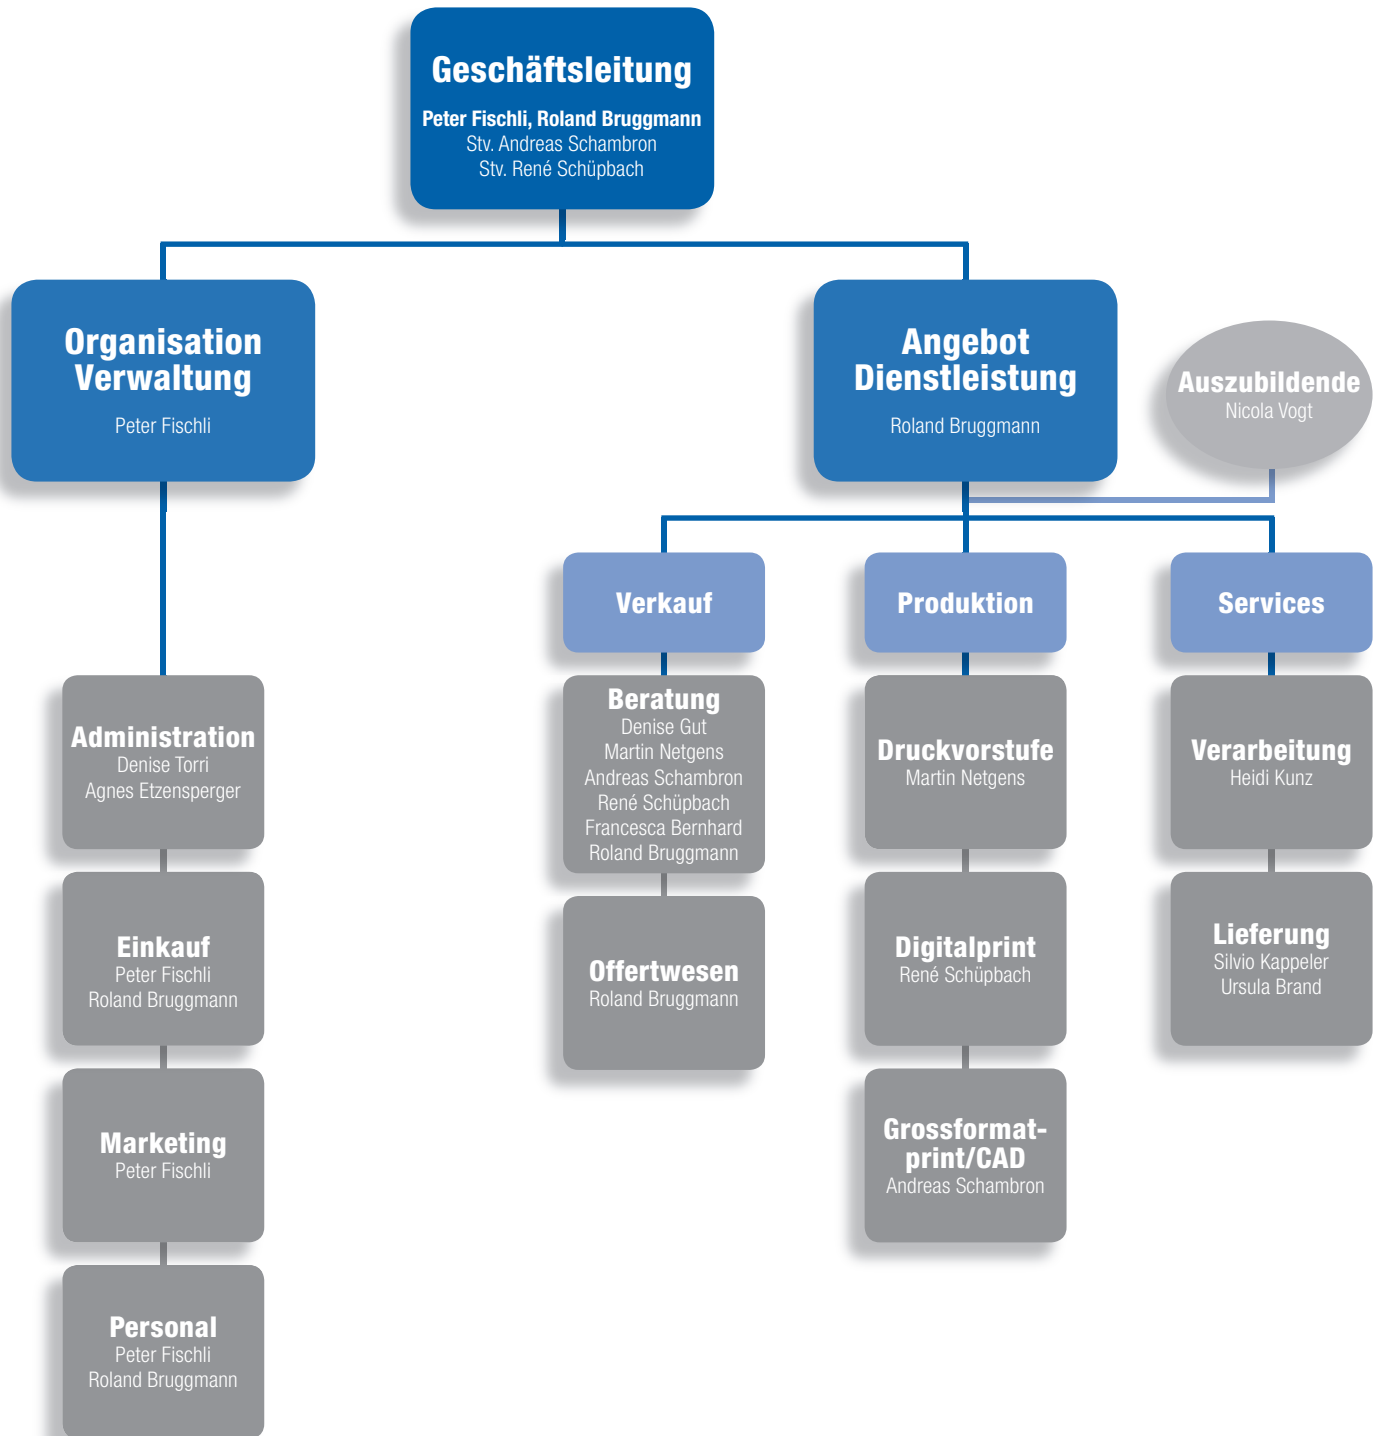 Geschäftsleitung
Peter Fischli, Roland Bruggmann
Stv. Andreas Schambron
Stv. René Schüpbach
Organisation
Verwaltung
Peter Fischli
Angebot
Dienstleistung
Roland Bruggmann
Auszubildende
Nicola Vogt
Verkauf
Produktion
Services
Administration
Denise Torri
Agnes Etzensperger
Einkauf
Peter Fischli
Roland Bruggmann
Marketing
Peter Fischli
Personal
Peter Fischli
Roland Bruggmann
Beratung
Denise Gut
Martin Netgens
Andreas Schambron
René Schüpbach
Francesca Bernhard
Roland Bruggmann
Offertwesen
Roland Bruggmann
Druckvorstufe
Martin Netgens
Digitalprint
René Schüpbach
Grossformat-
print/CAD
Andreas Schambron
Verarbeitung
Heidi Kunz
Lieferung
Silvio Kappeler
Ursula Brand